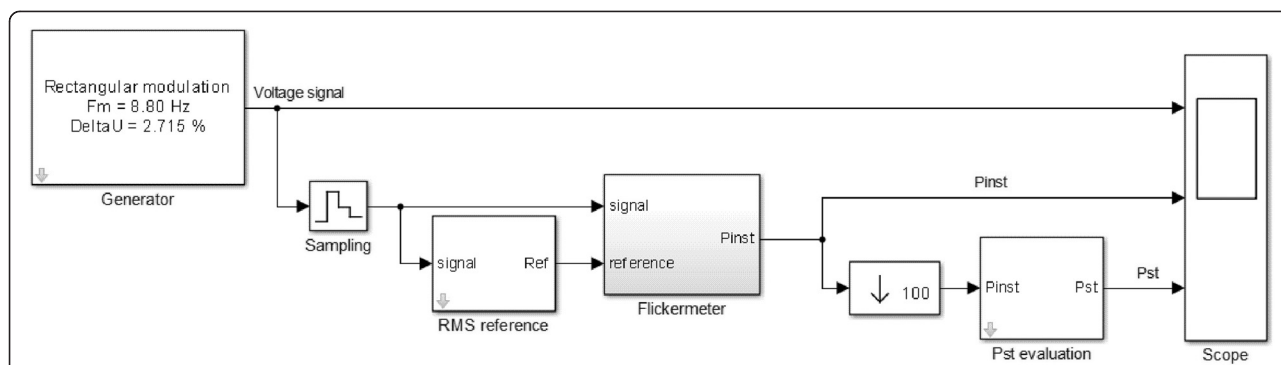 Rectangular modulation
Fm = 8.80 Hz
DeltaU = 2.715 %
Generator
Voltage signal
Sampling
signal
Ref
RMS reference
signal
reference
Pinst
Flickermeter
Pinst
100
Pinst
Pst
Pst evaluation
Pst
Scope